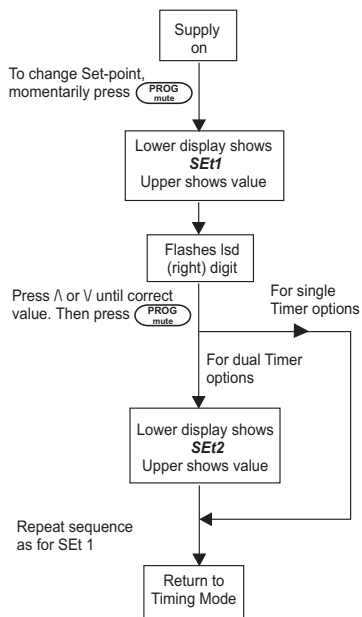 Supply
on
To change Set-point,
momentarily press PROG
mute
Lower display shows
SEt1
Upper shows value
Flashes lsd
(right) digit
Press /\ or \/ until correct
value. Then press PROG
mute
For single
Timer options
For dual Timer
options
Lower display shows
SEt2
Upper shows value
Repeat sequence
as for SEt 1
Return to
Timing Mode